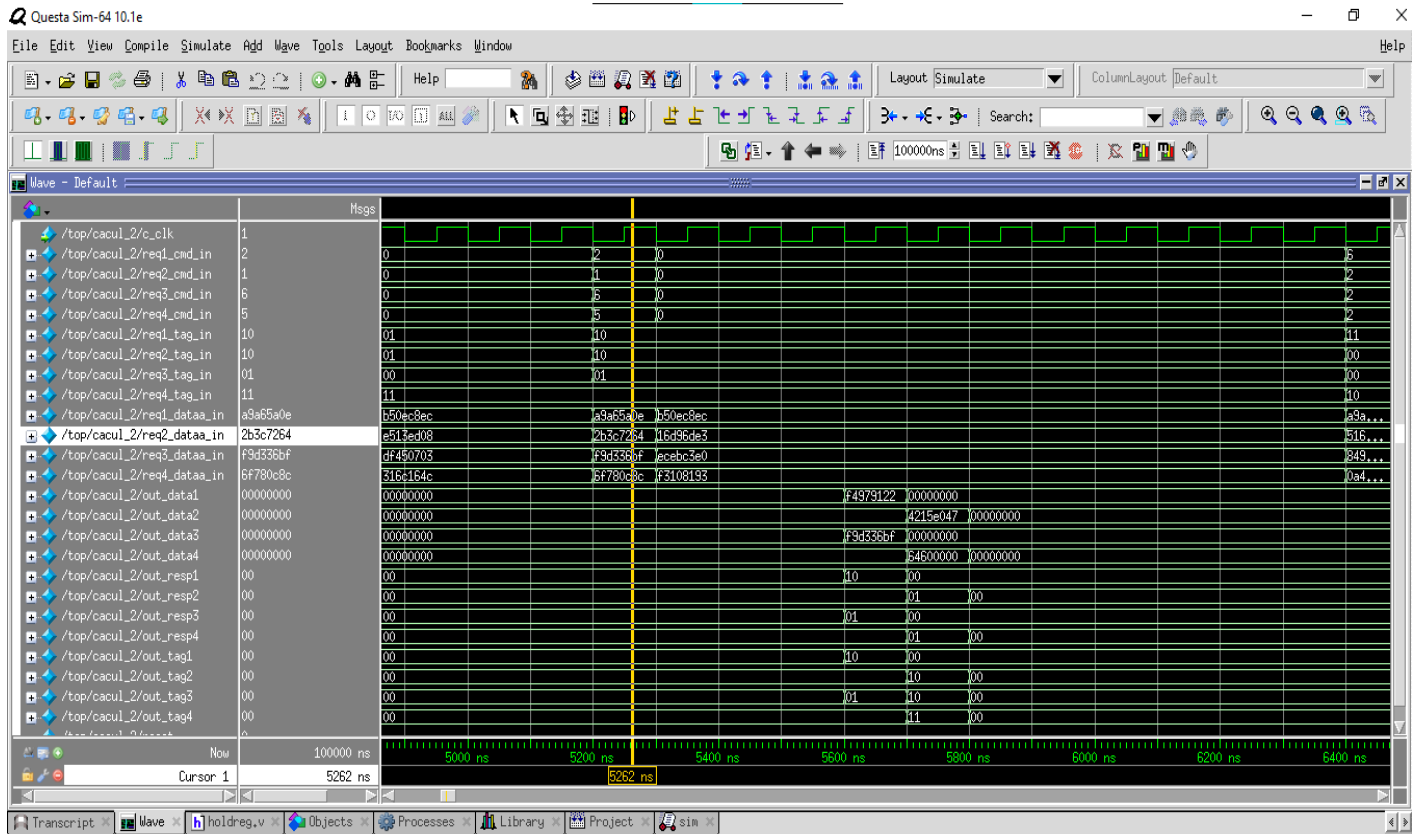 Questa Sim-64 10.1e
File Edit View Compile Simulate Add Wave Tools Layout Bookmarks Window Help
Help Layout Simulate ColumnLayout Default
1 0 I/O ALL Search:
100000ns
Wave - Default
Msgs
/top/cacul_2/c_clk 1
/top/cacul_2/req1_cmd_in 2 0 2 0 6
/top/cacul_2/req2_cmd_in 1 0 1 0 2
/top/cacul_2/req3_cmd_in 6 0 6 0 2
/top/cacul_2/req4_cmd_in 5 0 5 0 2
/top/cacul_2/req1_tag_in 10 01 10 11
/top/cacul_2/req2_tag_in 10 01 10 00
/top/cacul_2/req3_tag_in 01 00 01 00
/top/cacul_2/req4_tag_in 11 11 10
/top/cacul_2/req1_dataa_in a9a65a0e b50ec8ec a9a65a0e b50ec8ec a9a...
/top/cacul_2/req2_dataa_in 2b3c7264 e513ed08 2b3c7264 16d96de3 516...
/top/cacul_2/req3_dataa_in f9d336bf df450703 f9d336bf ecebc3e0 849...
/top/cacul_2/req4_dataa_in 6f780c8c 316c164c 6f780c8c f3108193 0a4...
/top/cacul_2/out_data1 00000000 00000000 f4979122 00000000
/top/cacul_2/out_data2 00000000 00000000 4215e047 00000000
/top/cacul_2/out_data3 00000000 00000000 f9d336bf 00000000
/top/cacul_2/out_data4 00000000 00000000 64600000 00000000
/top/cacul_2/out_resp1 00 00 10 00
/top/cacul_2/out_resp2 00 00 01 00
/top/cacul_2/out_resp3 00 00 01 00
/top/cacul_2/out_resp4 00 00 01 00
/top/cacul_2/out_tag1 00 00 10 00
/top/cacul_2/out_tag2 00 00 10 00
/top/cacul_2/out_tag3 00 00 01 10 00
/top/cacul_2/out_tag4 00 00 11 00
Now 100000 ns 5000 ns 5200 ns 5400 ns 5600 ns 5800 ns 6000 ns 6200 ns 6400 ns
Cursor 1 5262 ns 5262 ns
Transcript Wave holdreg.v Objects Processes Library Project sim